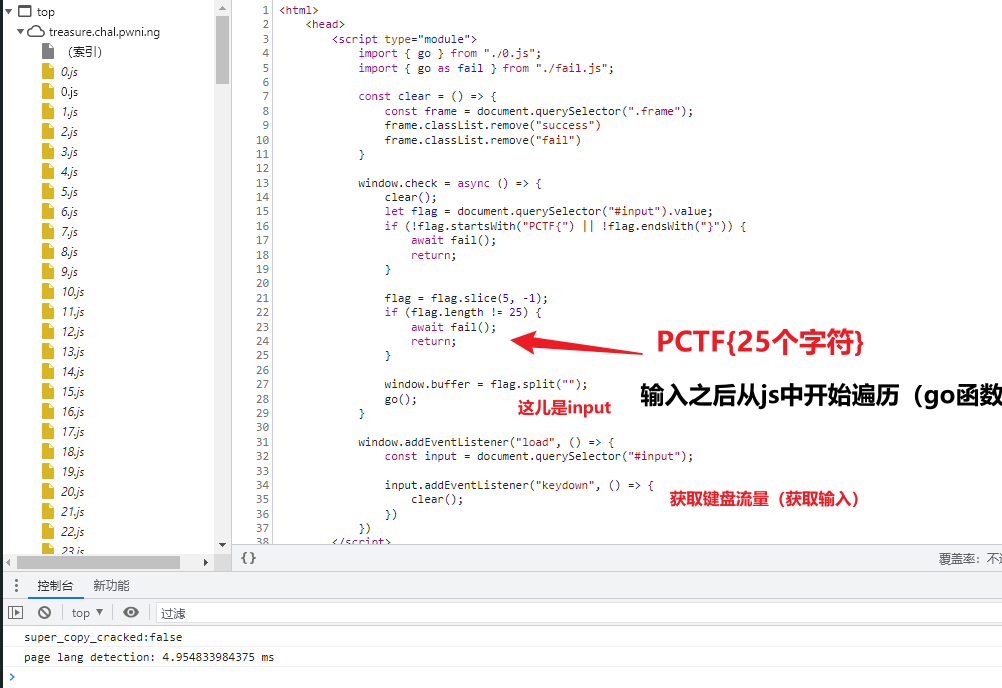 top
treasure.chal.pwni.ng
（索引）
0.js
0.js
1.js
2.js
3.js
4.js
5.js
6.js
7.js
8.js
9.js
10.js
11.js
12.js
13.js
14.js
15.js
16.js
17.js
18.js
19.js
20.js
21.js
22.js
23.js
1 <html>
2 <head>
3 <script type="module">
4 import { go } from "./0.js";
5 import { go as fail } from "./fail.js";
6
7 const clear = () => {
8 const frame = document.querySelector(".frame");
9 frame.classList.remove("success")
10 frame.classList.remove("fail")
11 }
12
13 window.check = async () => {
14 clear();
15 let flag = document.querySelector("#input").value;
16 if (!flag.startsWith("PCTF{") || !flag.endsWith("}")) {
17 await fail();
18 return;
19 }
20
21 flag = flag.slice(5, -1);
22 if (flag.length != 25) {
23 await fail();
24 return;
25 }
26
27 window.buffer = flag.split("");
28 go();
29 }
30
31 window.addEventListener("load", () => {
32 const input = document.querySelector("#input");
33
34 input.addEventListener("keydown", () => {
35 clear();
36 })
37 })
38 </script>
PCTF{25个字符}
输入之后从js中开始遍历（go函数
这儿是input
获取键盘流量（获取输入）
{}
覆盖率：不
控制台 新功能
top ▼ 过滤
super_copy_cracked:false
page lang detection: 4.954833984375 ms
>